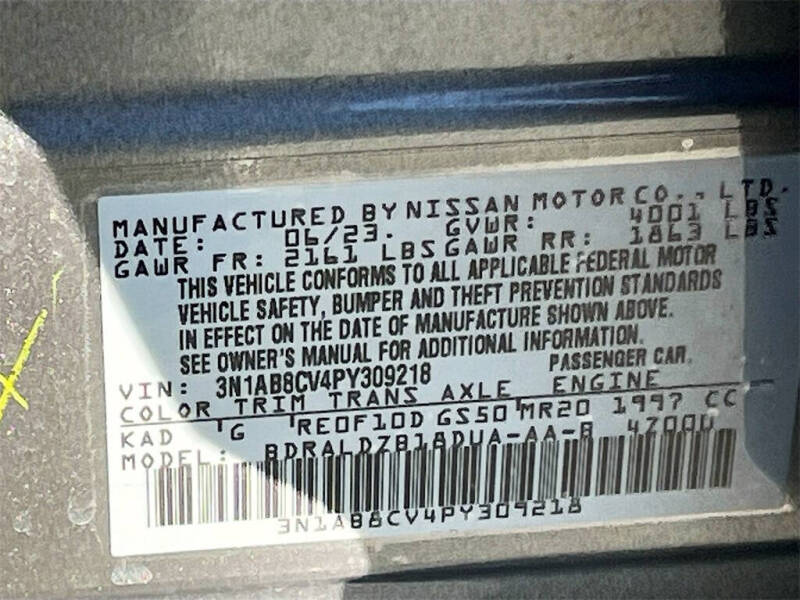 MANUFACTURED BY NISSAN MOTOR CO., LTD.
DATE: 06/23. GVWR: 4001 LBS
GAWR FR: 2161 LBS GAWR RR: 1863 LBS
THIS VEHICLE CONFORMS TO ALL APPLICABLE FEDERAL MOTOR
VEHICLE SAFETY, BUMPER AND THEFT PREVENTION STANDARDS
IN EFFECT ON THE DATE OF MANUFACTURE SHOWN ABOVE.
SEE OWNER'S MANUAL FOR ADDITIONAL INFORMATION.
VIN: 3N1AB8CV4PY309218 PASSENGER CAR.
COLOR TRIM TRANS AXLE ENGINE
KAD G RE0F10D GS50 MR20 1997 CC
MODEL: BDRALDZB18DUA-AA-B 4Z00U
3N1AB8CV4PY309218